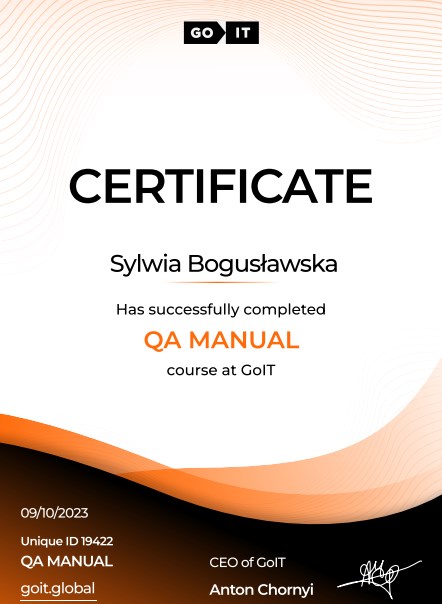 GO IT
CERTIFICATE
Sylwia Bogusławska
Has successfully completed
QA MANUAL
course at GoIT
09/10/2023
Unique ID 19422
QA MANUAL
goit.global
CEO of GoIT
Anton Chornyi